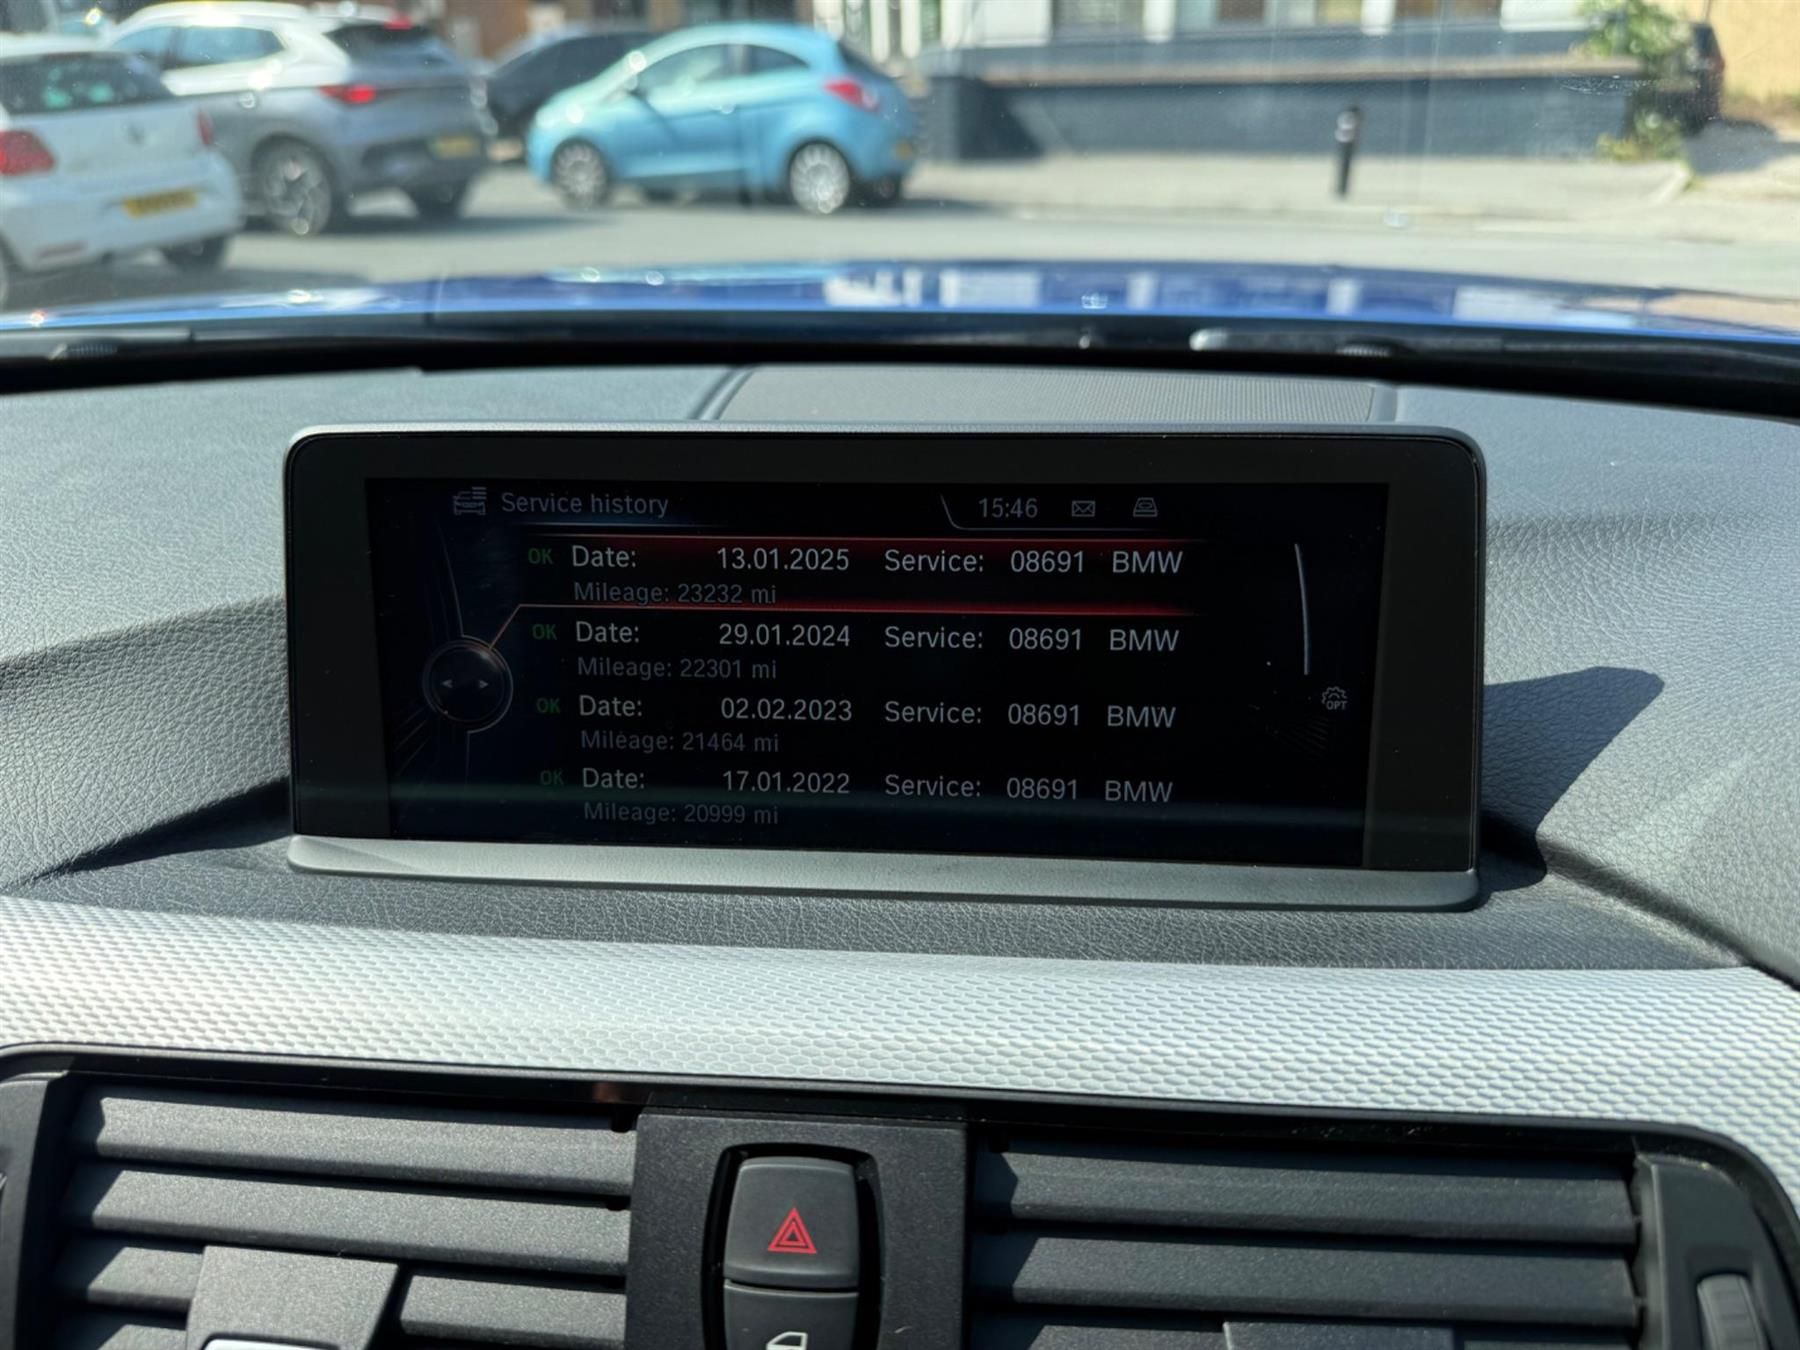 Service history 15:46
OK Date: 13.01.2025 Service: 08691 BMW
Mileage: 23232 mi
OK Date: 29.01.2024 Service: 08691 BMW
Mileage: 22301 mi
OK Date: 02.02.2023 Service: 08691 BMW
Mileage: 21464 mi
OK Date: 17.01.2022 Service: 08691 BMW
Mileage: 20999 mi
OPT